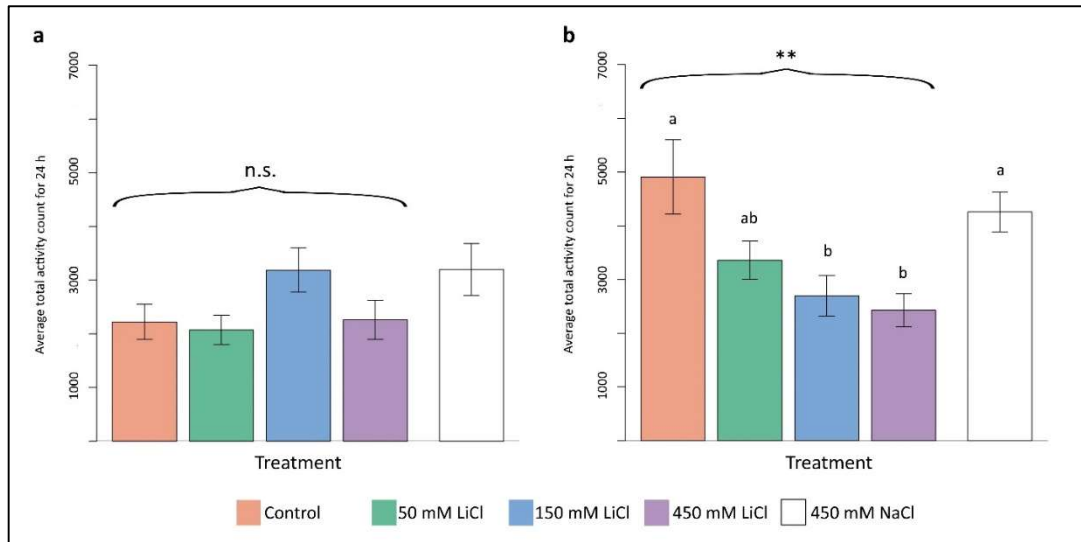 a
7000
5000
3000
1000
Average total activity count for 24 h
n.s.
Treatment
b
7000
5000
3000
1000
Average total activity count for 24 h
**
a
ab
b
b
a
Treatment
Control
50 mM LiCl
150 mM LiCl
450 mM LiCl
450 mM NaCl